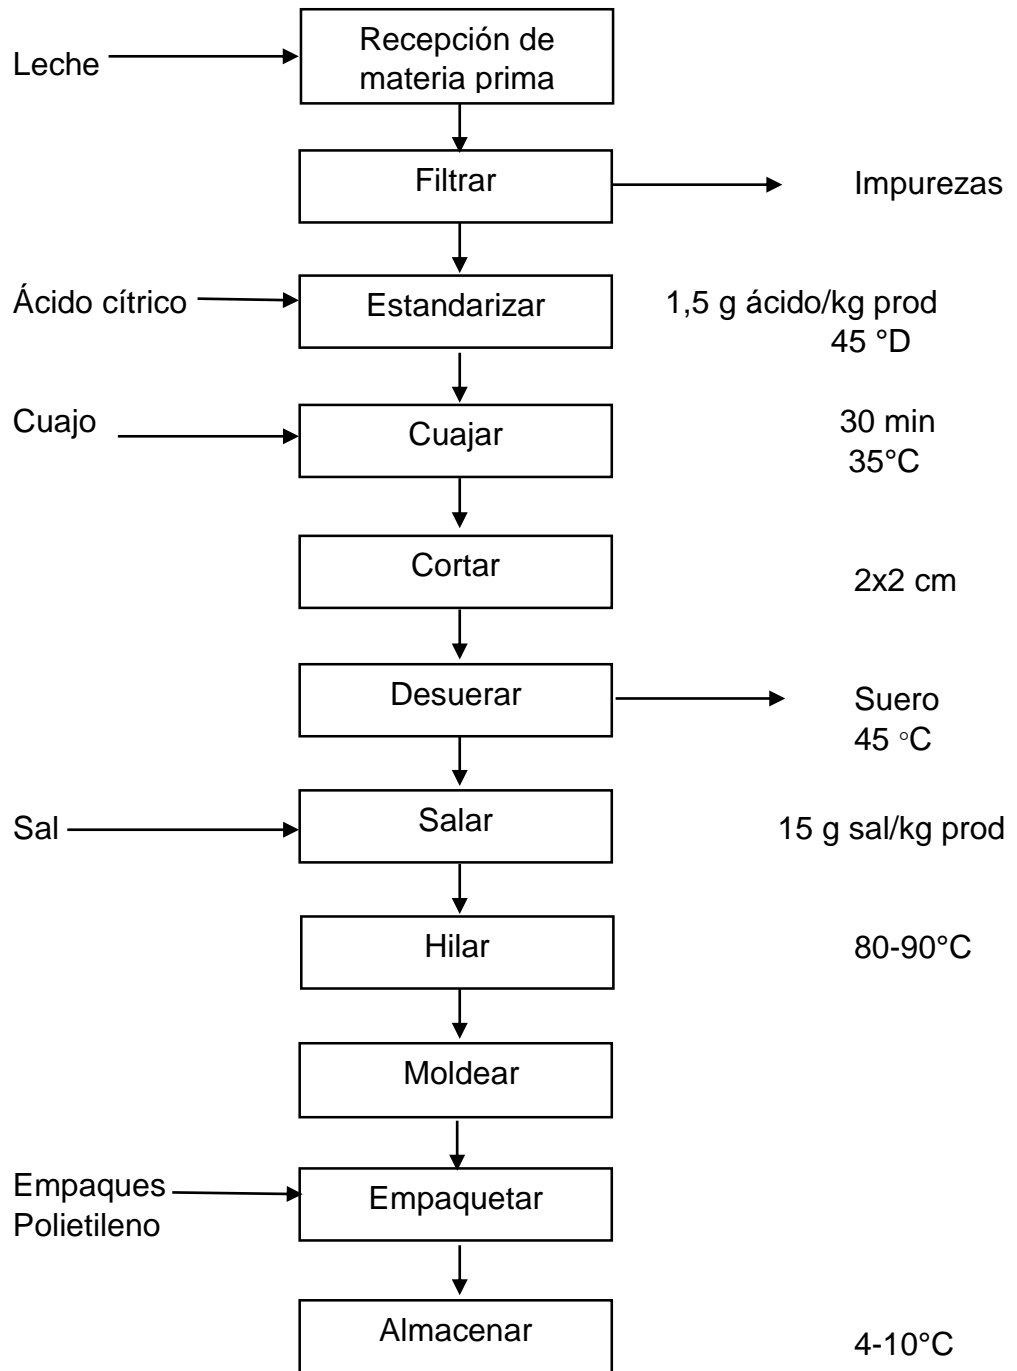 Leche
Recepción de
materia prima
Filtrar
Impurezas
Ácido cítrico
Estandarizar
1,5 g ácido/kg prod
45 °D
Cuajo
Cuajar
30 min
35°C
Cortar
2x2 cm
Desuerar
Suero
45 °C
Sal
Salar
15 g sal/kg prod
Hilar
80-90°C
Moldear
Empaques
Polietileno
Empaquetar
Almacenar
4-10°C